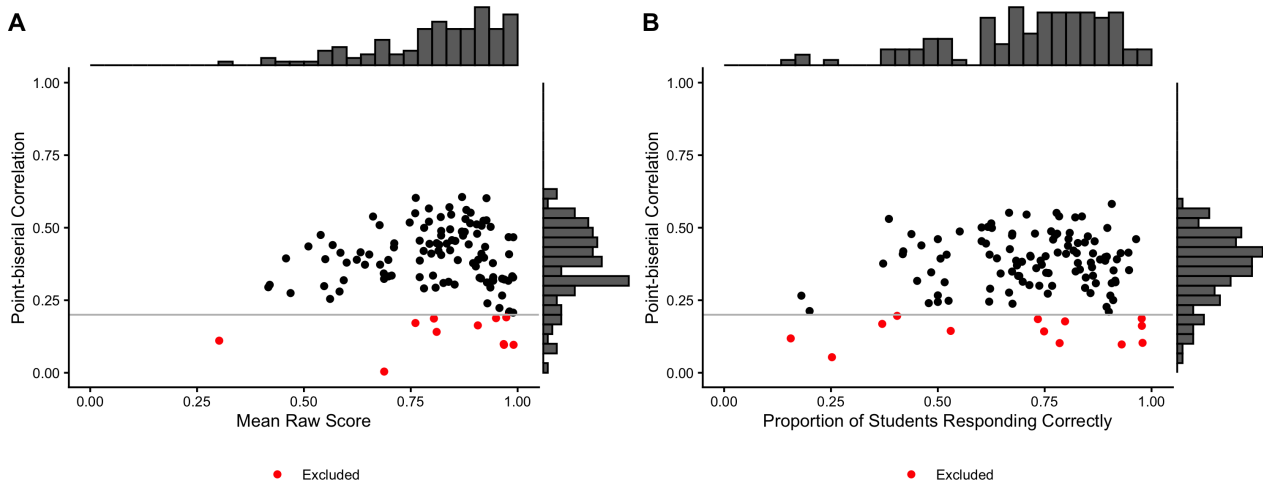 A
1.00
0.75
0.50
0.25
0.00
Point-biserial Correlation
0.00 0.25 0.50 0.75 1.00
Mean Raw Score
Excluded
B
1.00
0.75
0.50
0.25
0.00
Point-biserial Correlation
0.00 0.25 0.50 0.75 1.00
Proportion of Students Responding Correctly
Excluded